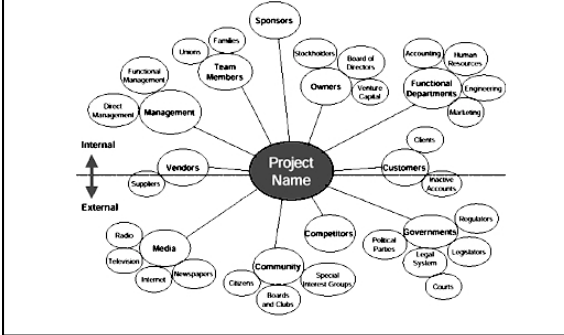 Sponsors
Families
Unions
Team
Members
Stockholders
Board of
Directors
Owners
Venture
Capital
Accounting
Human
Resources
Functional
Departments
Engineering
Marketing
Functional
Management
Direct
Management
Management
Internal
External
Vendors
Suppliers
Project
Name
Clients
Customers
Inactive
Accounts
Radio
Television
Internet
Newspapers
Media
Community
Citizens
Boards
and Clubs
Special
Interest Groups
Competitors
Governments
Regulators
Political
Parties
Legal
System
Legislators
Courts